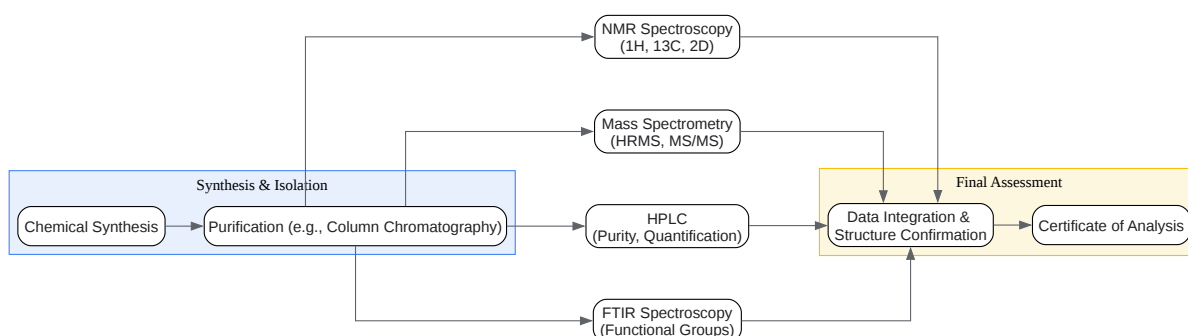 NMR Spectroscopy
(1H, 13C, 2D)
Mass Spectrometry
(HRMS, MS/MS)
Synthesis & Isolation
Final Assessment
Chemical Synthesis
Purification (e.g., Column Chromatography)
HPLC
(Purity, Quantification)
Data Integration &
Structure Confirmation
Certificate of Analysis
FTIR Spectroscopy
(Functional Groups)